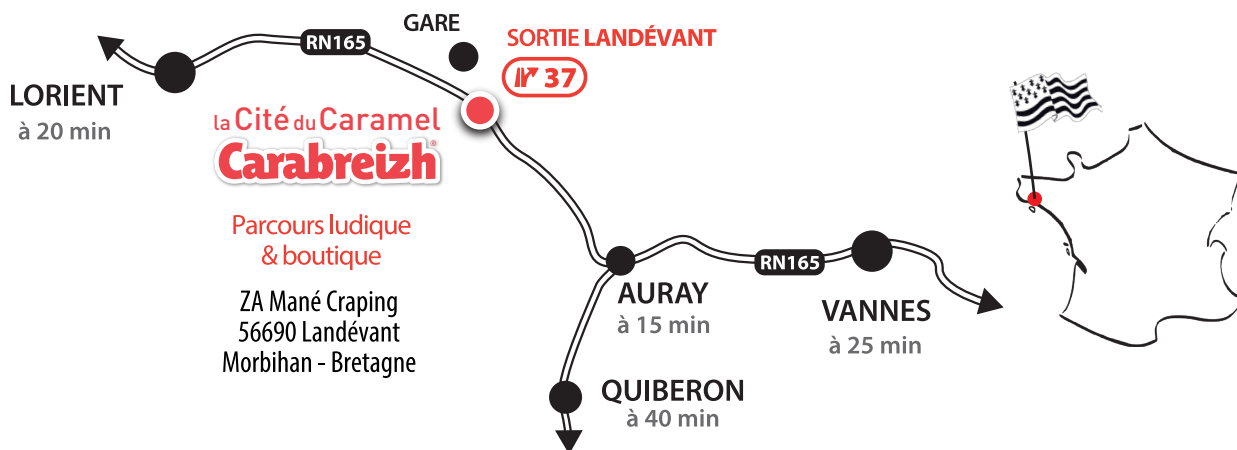 GARE
SORTIE LANDÉVANT
37
RN165
LORIENT
à 20 min
la Cité du Caramel
Carabreizh®
Parcours ludique
& boutique
ZA Mané Craping
56690 Landévant
Morbihan - Bretagne
RN165
AURAY
à 15 min
VANNES
à 25 min
QUIBERON
à 40 min